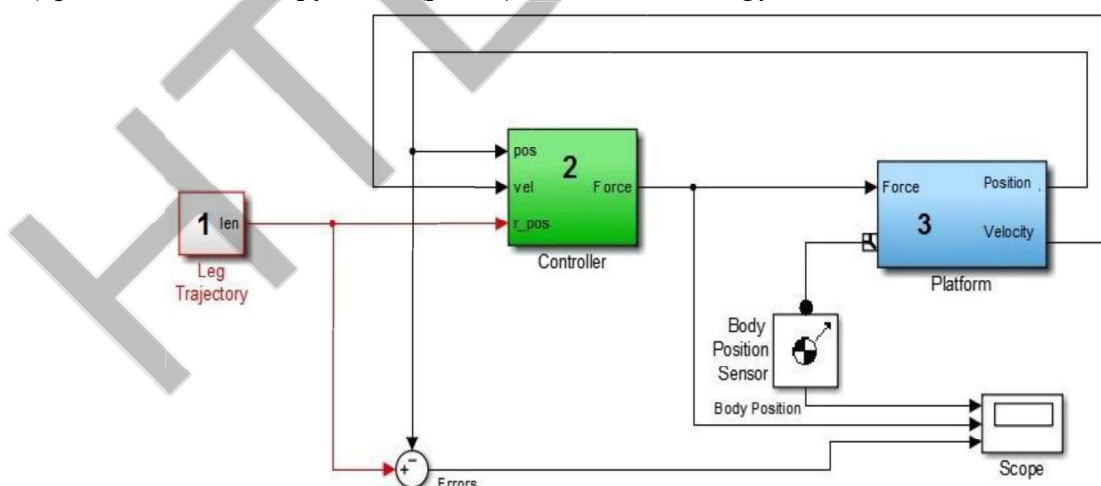 HTL
pos
vel
r_pos
2
Force
Controller
1
len
Leg
Trajectory
Force
3
Position
Velocity
Platform
Body
Position
Sensor
Body Position
Scope
+
−
Errors